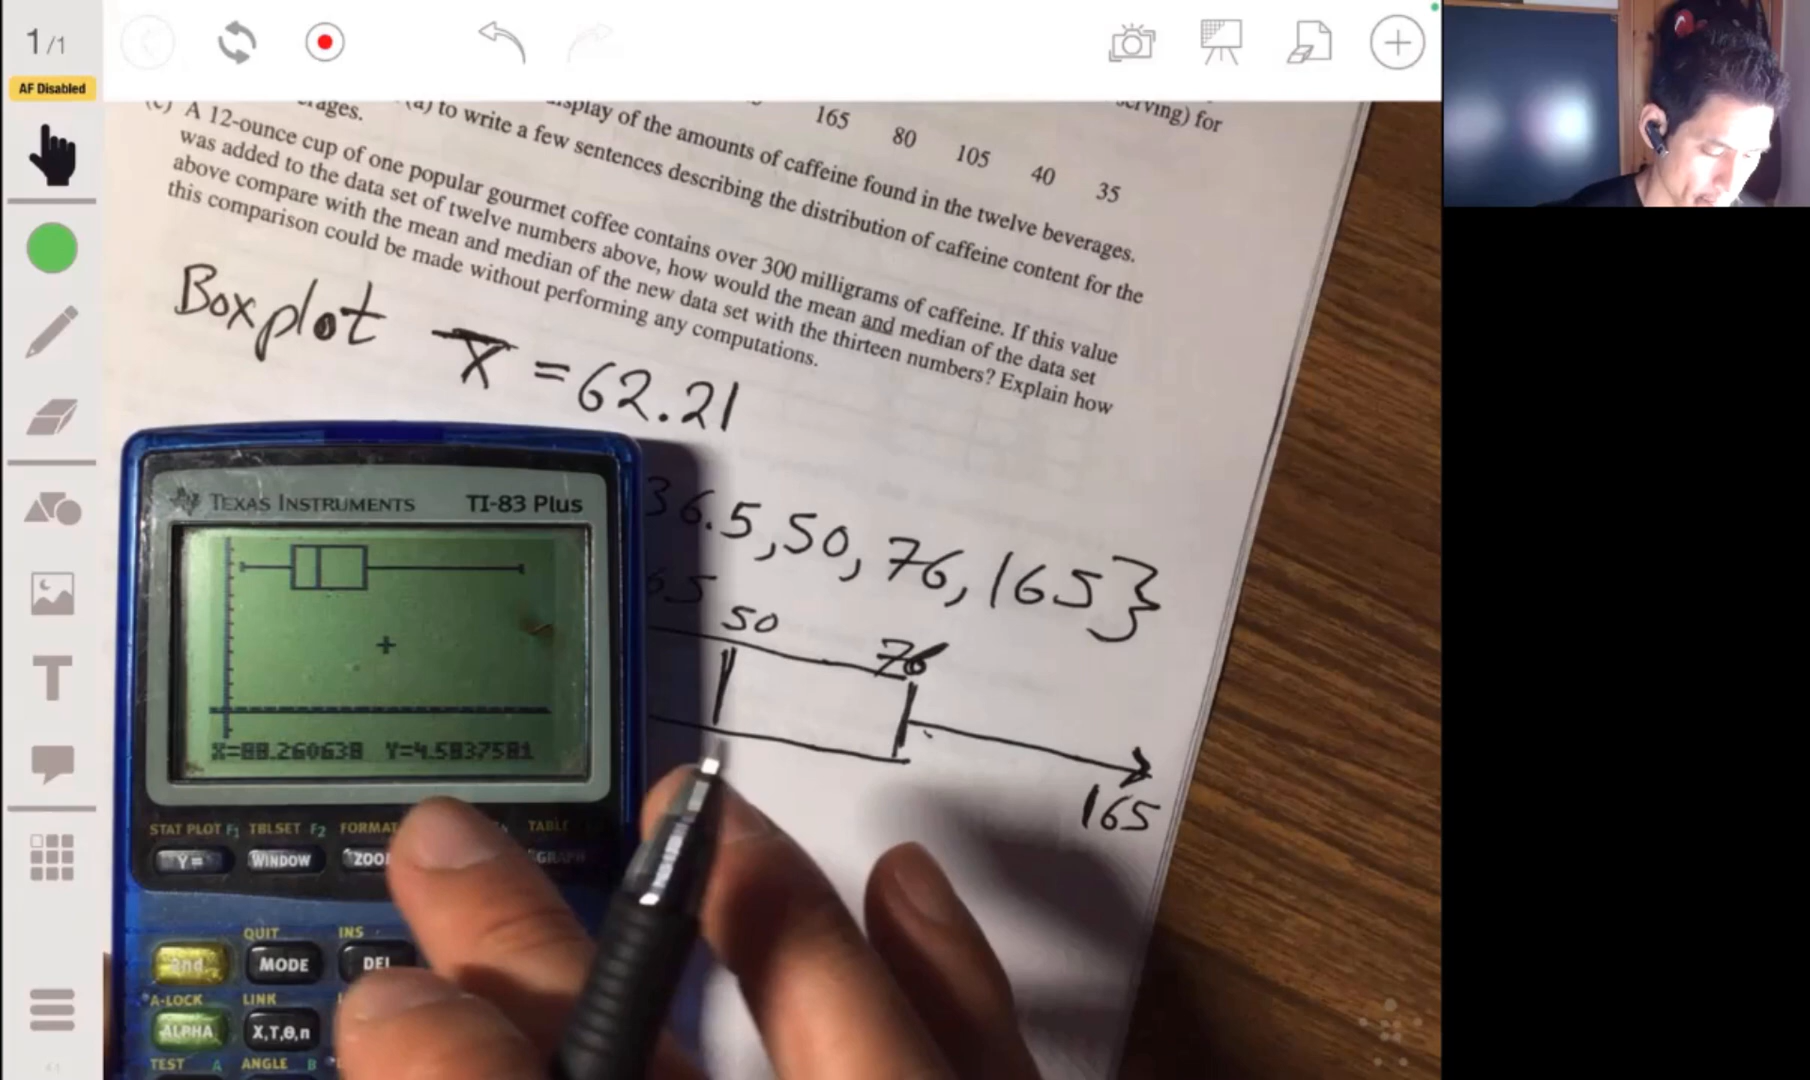 1/1
AF Disabled
serving) for
165 80 105 40 35
display of the amounts of caffeine found in the twelve beverages.
(a) to write a few sentences describing the distribution of caffeine content for the
(c) A 12-ounce cup of one popular gourmet coffee contains over 300 milligrams of caffeine. If this value
was added to the data set of twelve numbers above, how would the mean and median of the data set
above compare with the mean and median of the new data set with the thirteen numbers? Explain how
this comparison could be made without performing any computations.
Boxplot X = 62.21
36.5, 50, 76, 165}
50
76
165
TEXAS INSTRUMENTS TI-83 Plus
X=88.260638 Y=4.5837581
STAT PLOT F1 TBLSET F2 FORMAT TABLE
Y= WINDOW ZOOM GRAPH
QUIT INS
2nd MODE DEL
A-LOCK LINK
ALPHA X,T,θ,n
TEST A ANGLE B
T